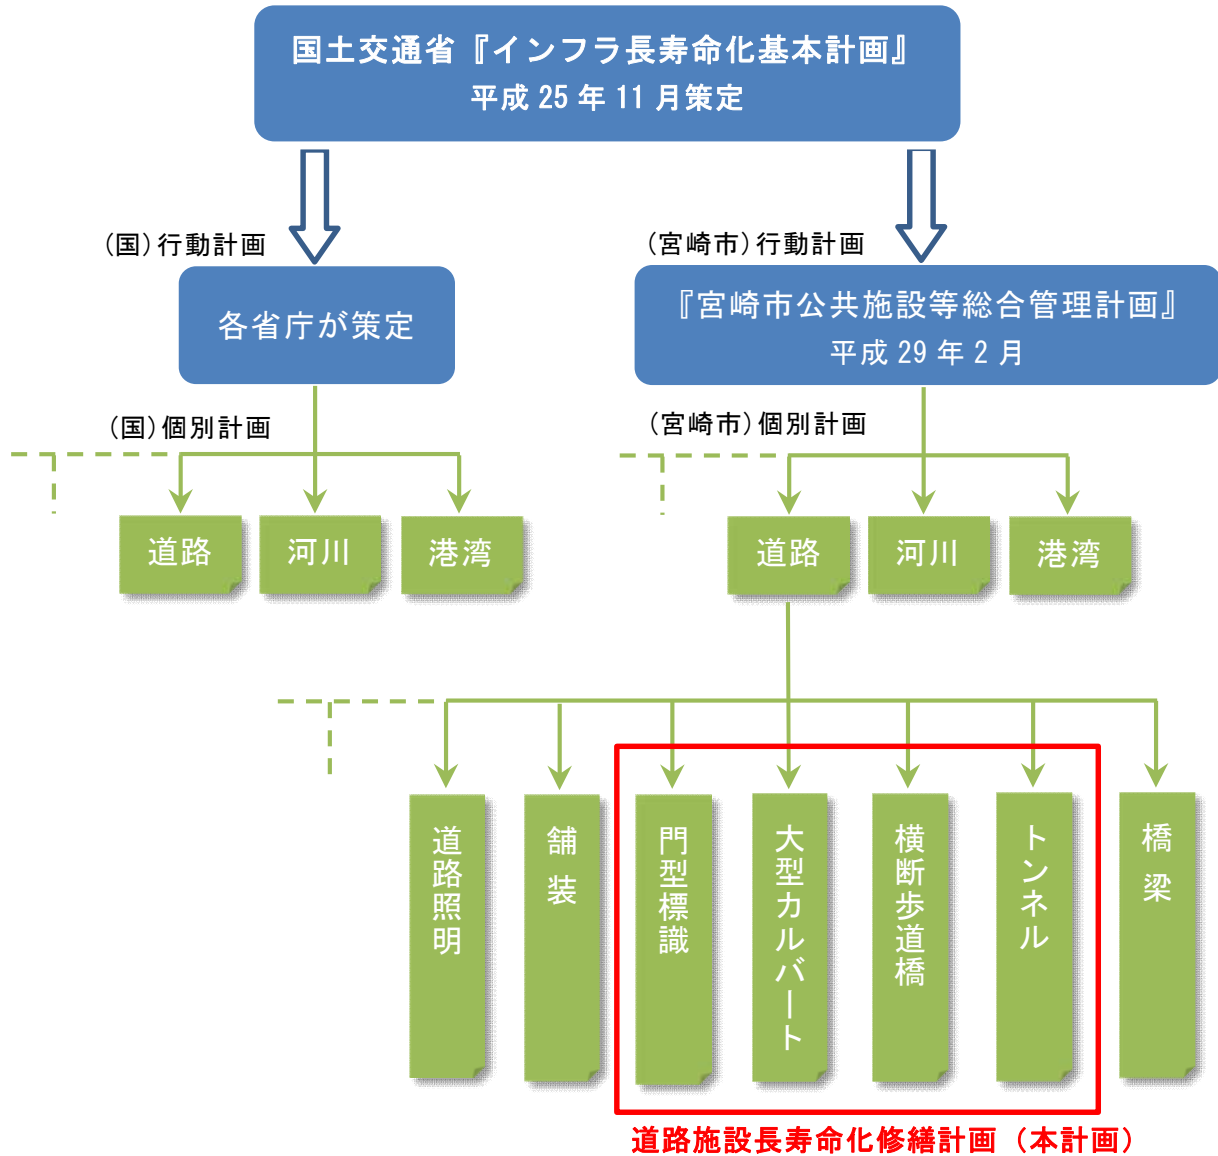 国土交通省『インフラ長寿命化基本計画』
平成 25 年 11 月策定
(国)行動計画
(宮崎市)行動計画
各省庁が策定
『宮崎市公共施設等総合管理計画』
平成 29 年 2 月
(国)個別計画
(宮崎市)個別計画
道路
河川
港湾
道路
河川
港湾
道路照明
舗装
門型標識
大型カルバート
横断歩道橋
トンネル
橋梁
道路施設長寿命化修繕計画（本計画）